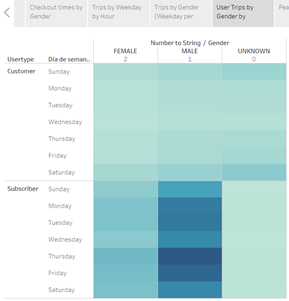 Checkout times by Gender
Trips by Weekday by Hour
Trips by Gender (Weekday per
User Trips by Gender by
Pea
Number to String / Gender
FEMALE MALE UNKNOWN
Usertype Día de seman.. 2 1 0
Customer Sunday
Monday
Tuesday
Wednesday
Thursday
Friday
Saturday
Subscriber Sunday
Monday
Tuesday
Wednesday
Thursday
Friday
Saturday